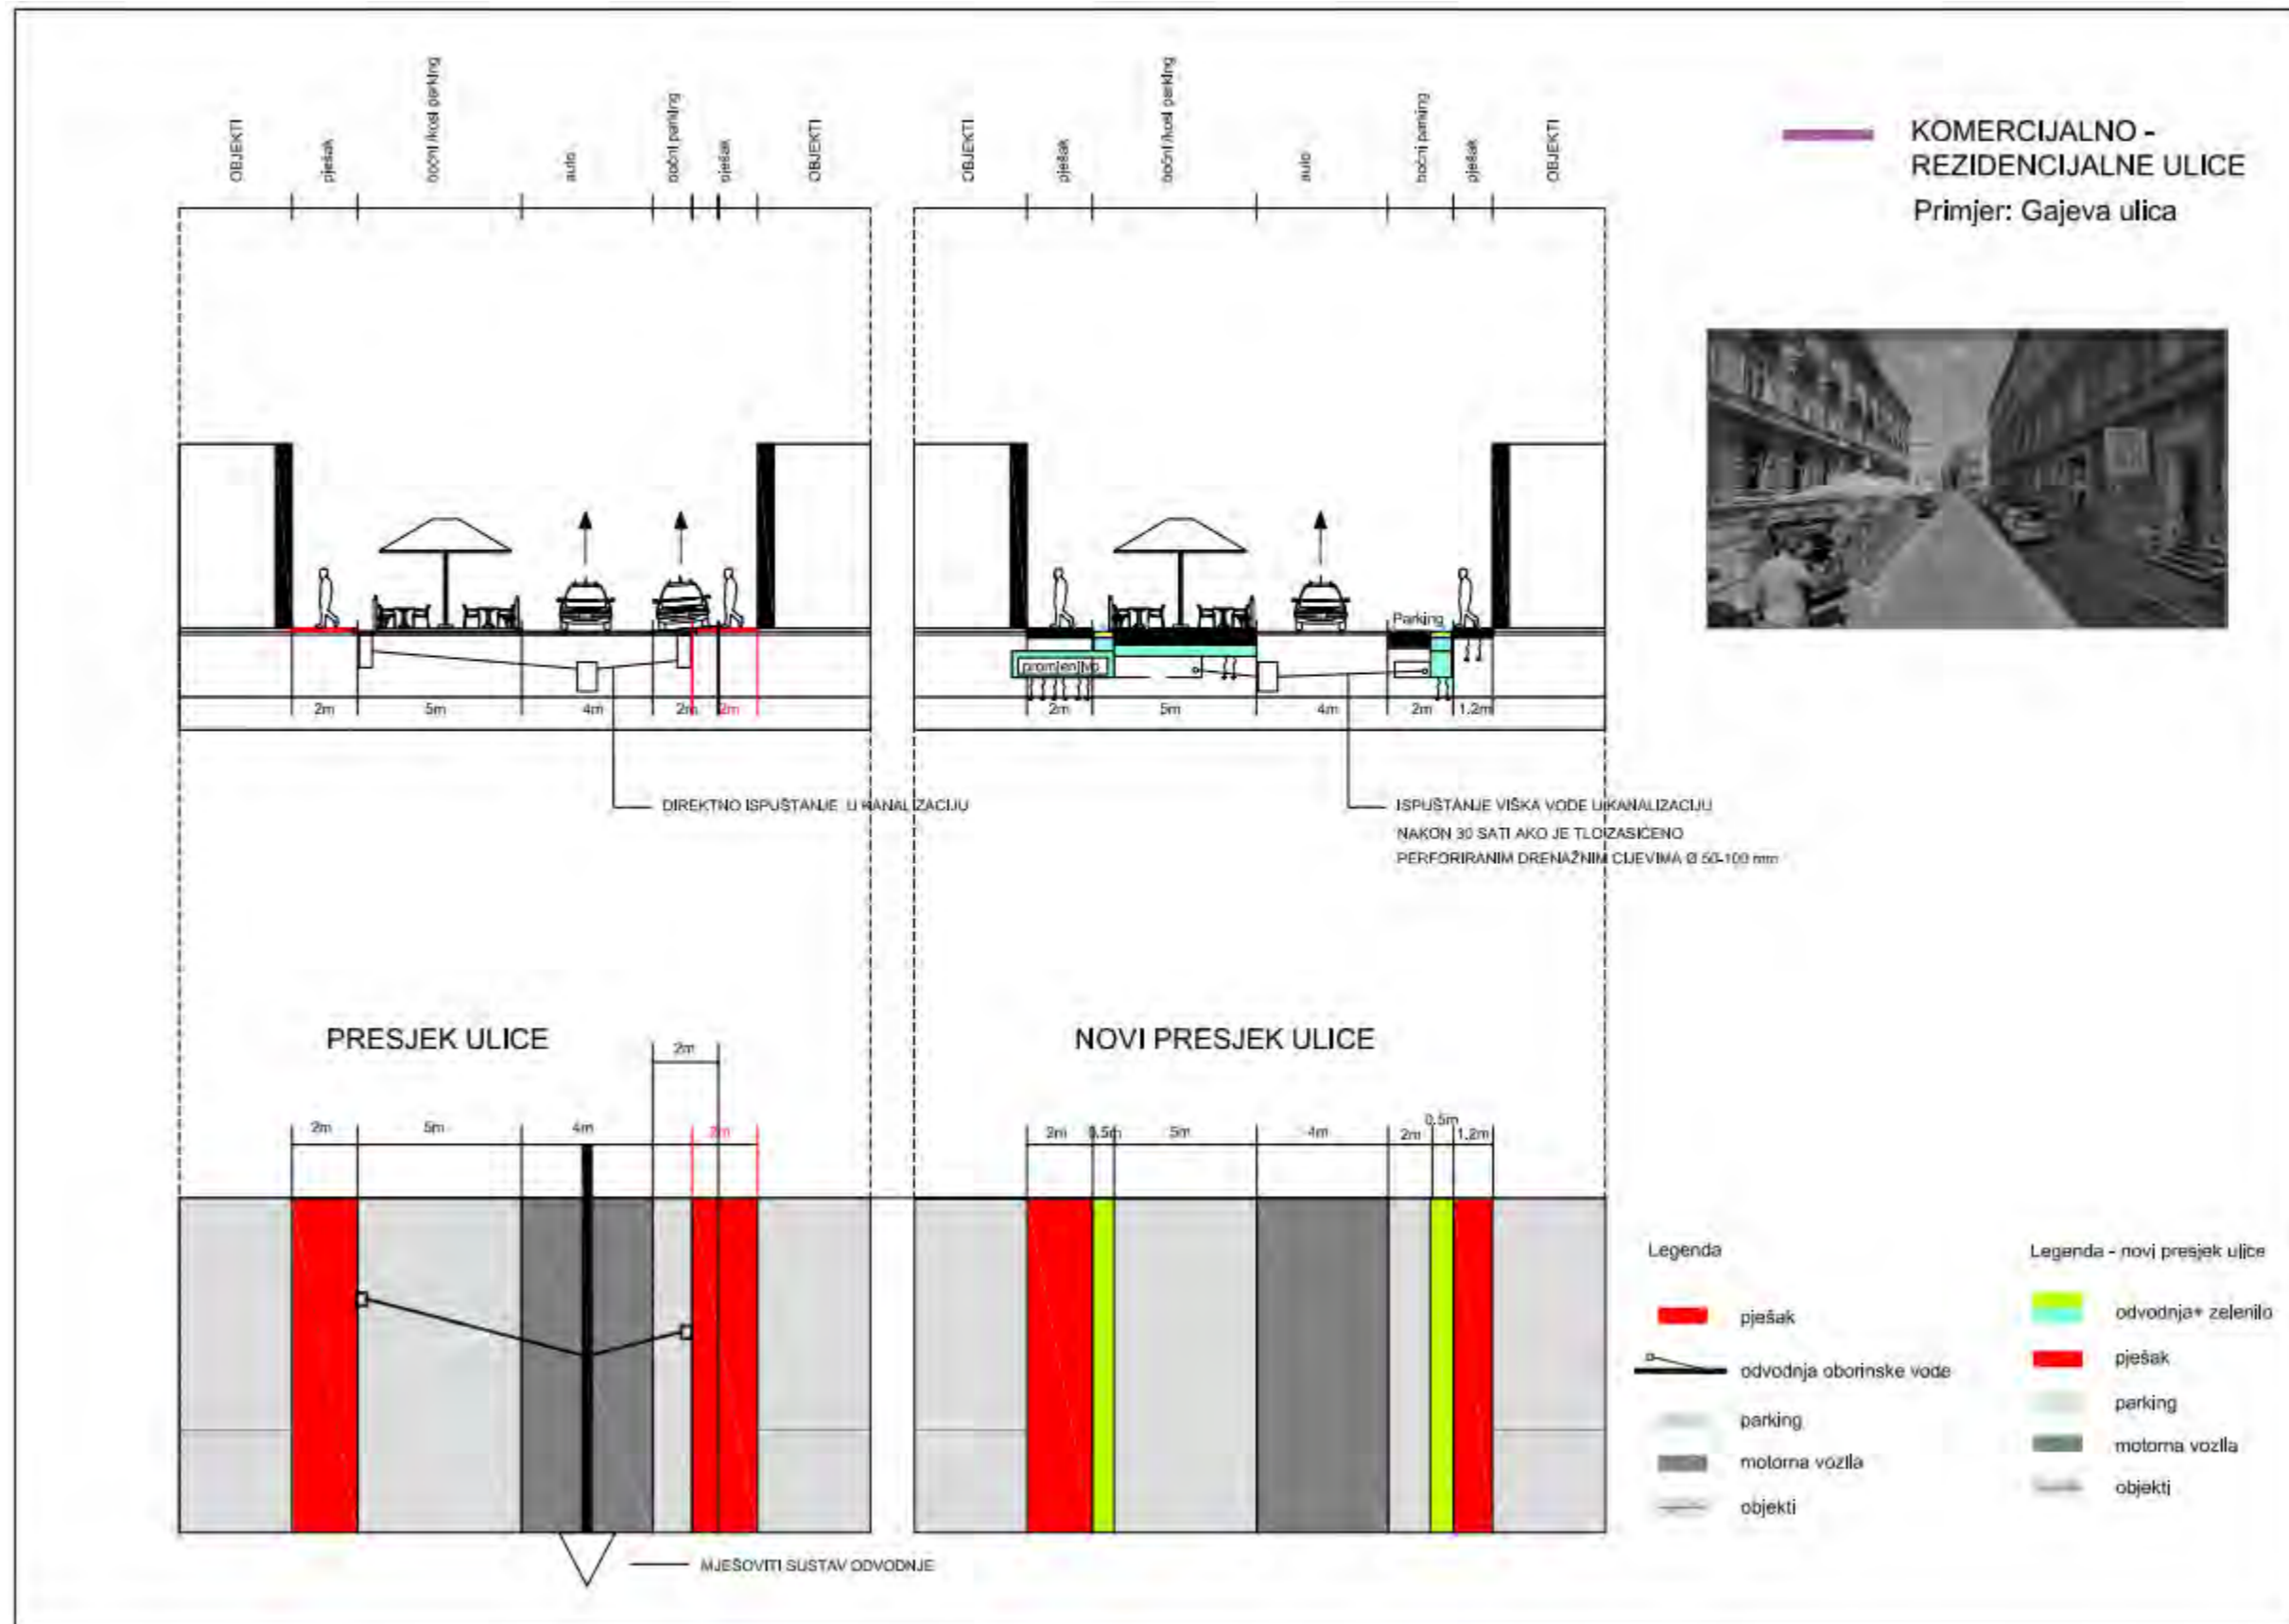 OBJEKTI
pješak
bočni /kosi parking
auto
bočni parking
pješak
OBJEKTI
OBJEKTI
pješak
bočni /kosi parking
auto
bočni parking
pješak
OBJEKTI
KOMERCIJALNO -
REZIDENCIJALNE ULICE
Primjer: Gajeva ulica
Parking
promjenjivo
2m
5m
4m
2m
2m
2m
5m
4m
2m
1.2m
DIREKTNO ISPUŠTANJE U KANALIZACIJU
ISPUŠTANJE VIŠKA VODE U KANALIZACIJU
NAKON 30 SATI AKO JE TLO ZASIĆENO
PERFORIRANIM DRENAŽNIM CIJEVIMA Ø 50-100 mm
PRESJEK ULICE
NOVI PRESJEK ULICE
2m
2m
5m
4m
2m
2m
0.5m
5m
4m
2m
0.5m
1.2m
Legenda
pješak
odvodnja oborinske vode
parking
motorna vozila
objekti
Legenda - novi presjek ulice
odvodnja+ zelenilo
pješak
parking
motorna vozila
objekti
MJEŠOVITI SUSTAV ODVODNJE